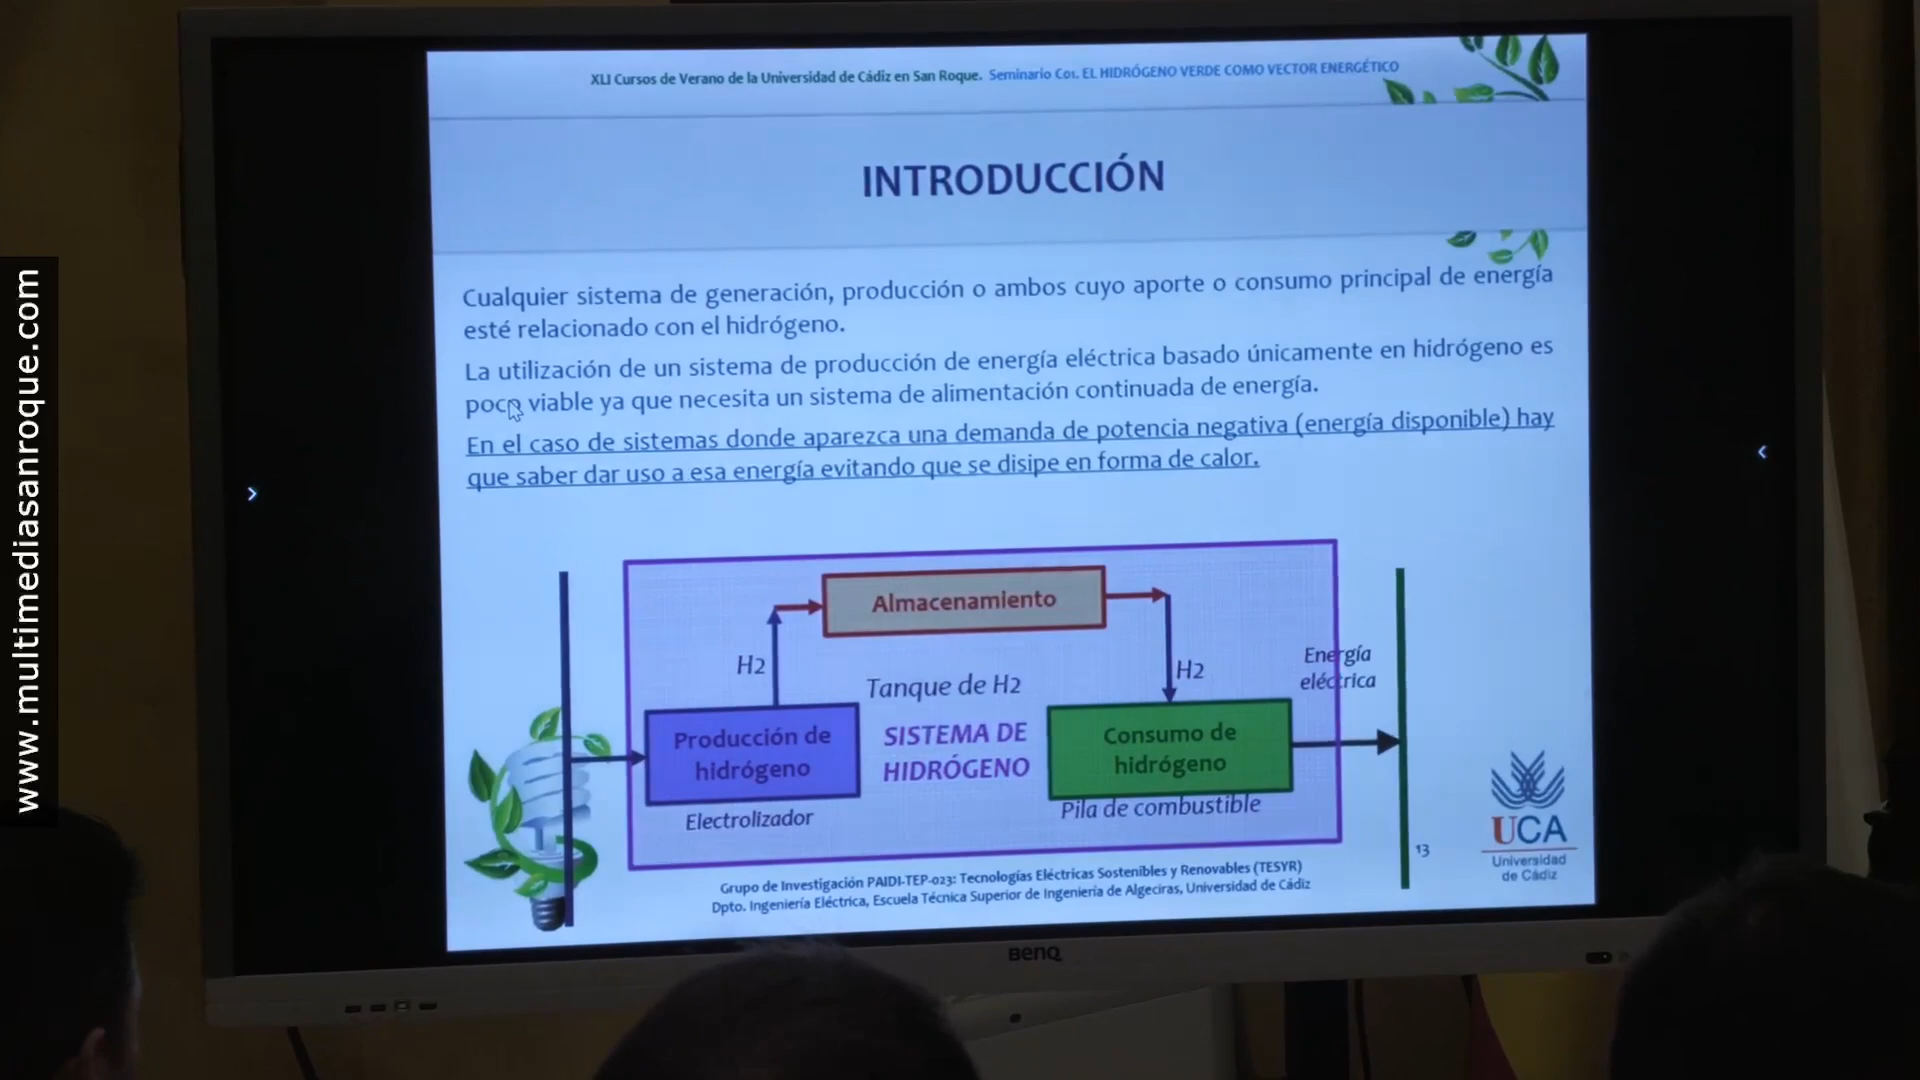 www.multimediasanroque.com
XLI Cursos de Verano de la Universidad de Cádiz en San Roque. Seminario C01. EL HIDRÓGENO VERDE COMO VECTOR ENERGÉTICO
INTRODUCCIÓN
Cualquier sistema de generación, producción o ambos cuyo aporte o consumo principal de energía
esté relacionado con el hidrógeno.
La utilización de un sistema de producción de energía eléctrica basado únicamente en hidrógeno es
poco viable ya que necesita un sistema de alimentación continuada de energía.
En el caso de sistemas donde aparezca una demanda de potencia negativa (energía disponible) hay
que saber dar uso a esa energía evitando que se disipe en forma de calor.
Almacenamiento
H2
Tanque de H2
H2
Energía
eléctrica
Producción de
hidrógeno
SISTEMA DE
HIDRÓGENO
Consumo de
hidrógeno
Electrolizador
Pila de combustible
13
UCA
Universidad
de Cádiz
Grupo de Investigación PAIDI-TEP-023: Tecnologías Eléctricas Sostenibles y Renovables (TESYR)
Dpto. Ingeniería Eléctrica, Escuela Técnica Superior de Ingeniería de Algeciras, Universidad de Cádiz
BenQ